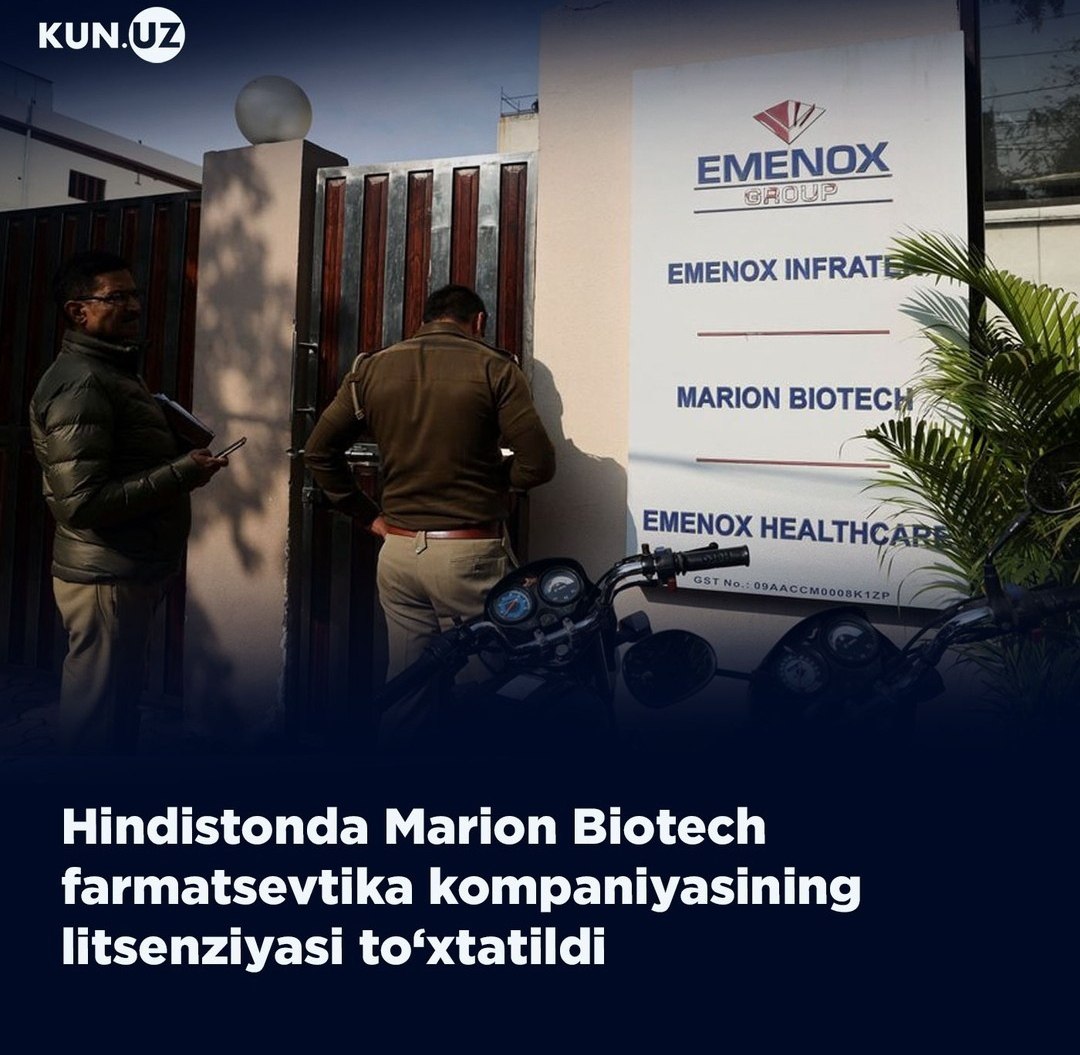 KUN.UZ
EMENOX
GROUP
EMENOX INFRATE
MARION BIOTECH
EMENOX HEALTHCARE
GST No.: 09AACCM0008K1ZP
Hindistonda Marion Biotech
farmatsevtika kompaniyasining
litsenziyasi to‘xtatildi